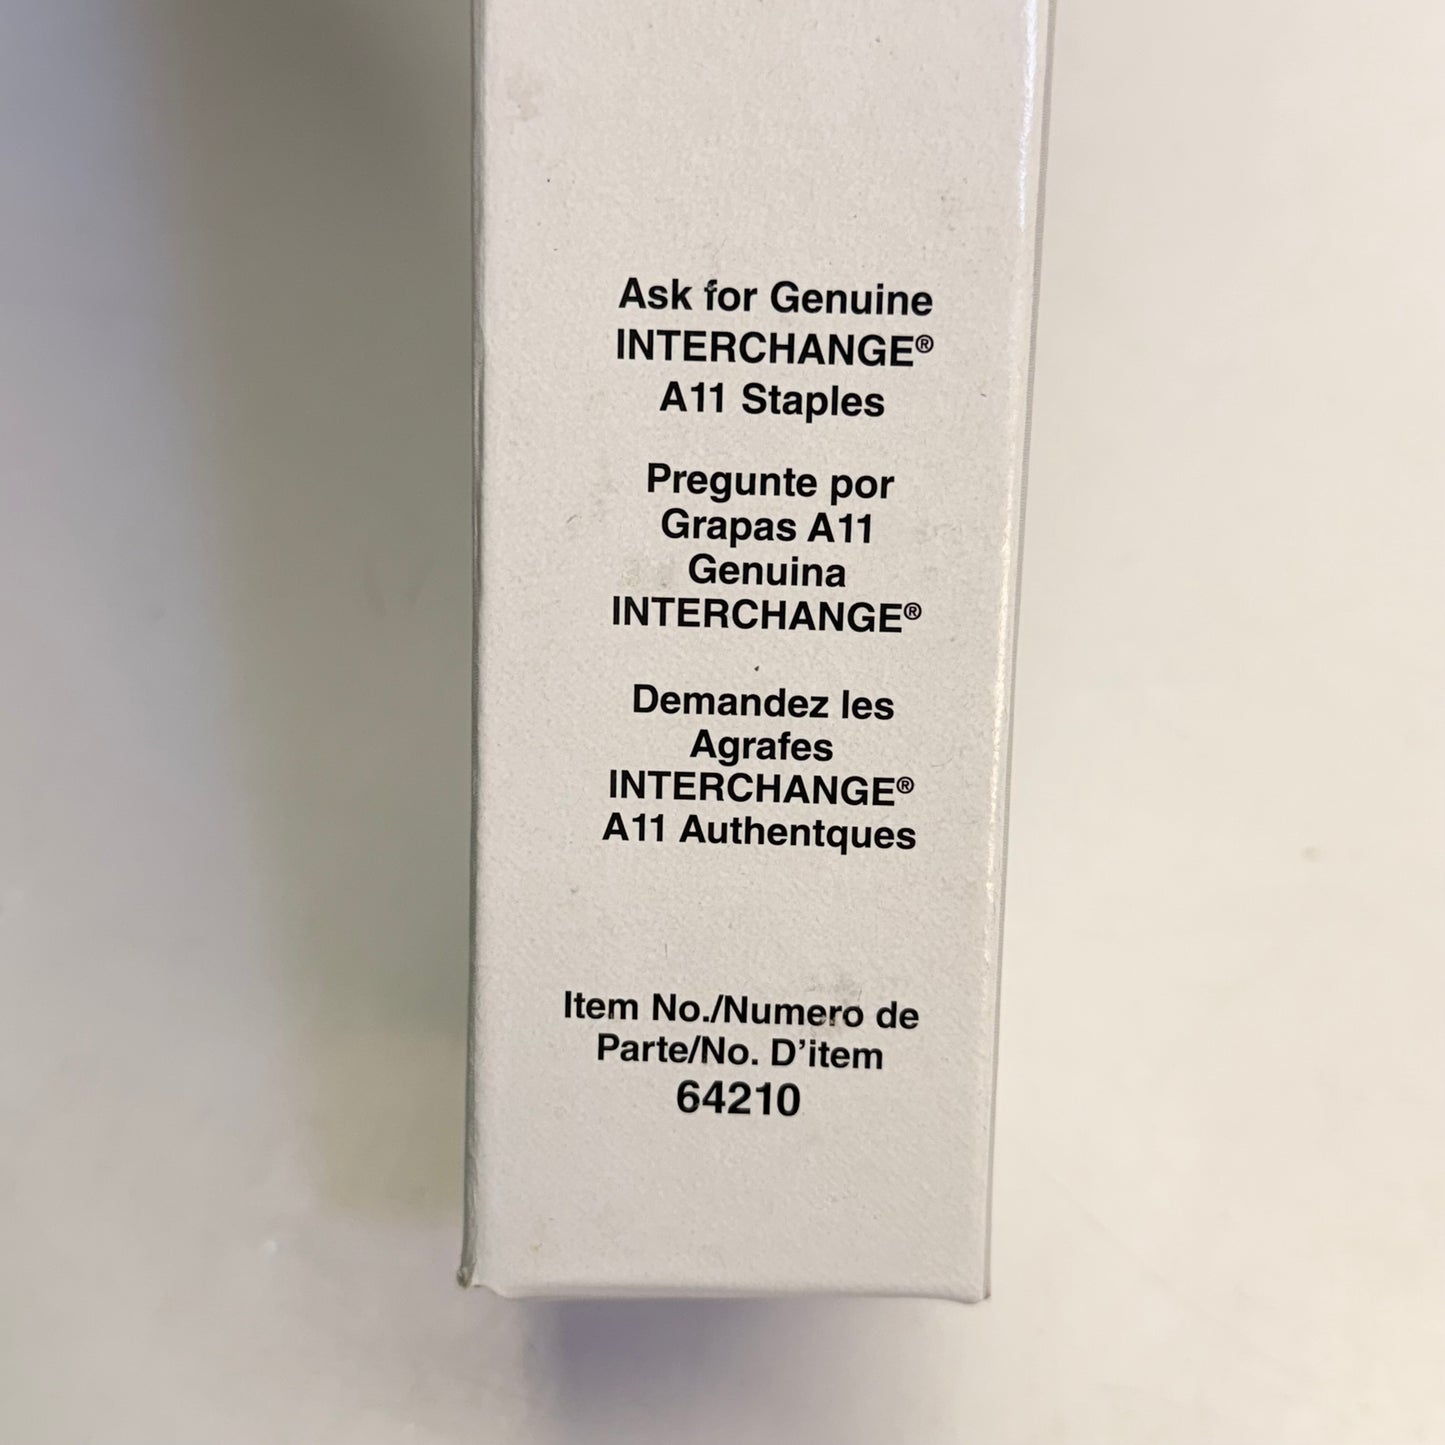 Ask for Genuine
INTERCHANGE®
A11 Staples
Pregunte por
Grapas A11
Genuina
INTERCHANGE®
Demandez les
Agrafes
INTERCHANGE®
A11 Authentques
Item No./Numero de
Parte/No. D’item
64210